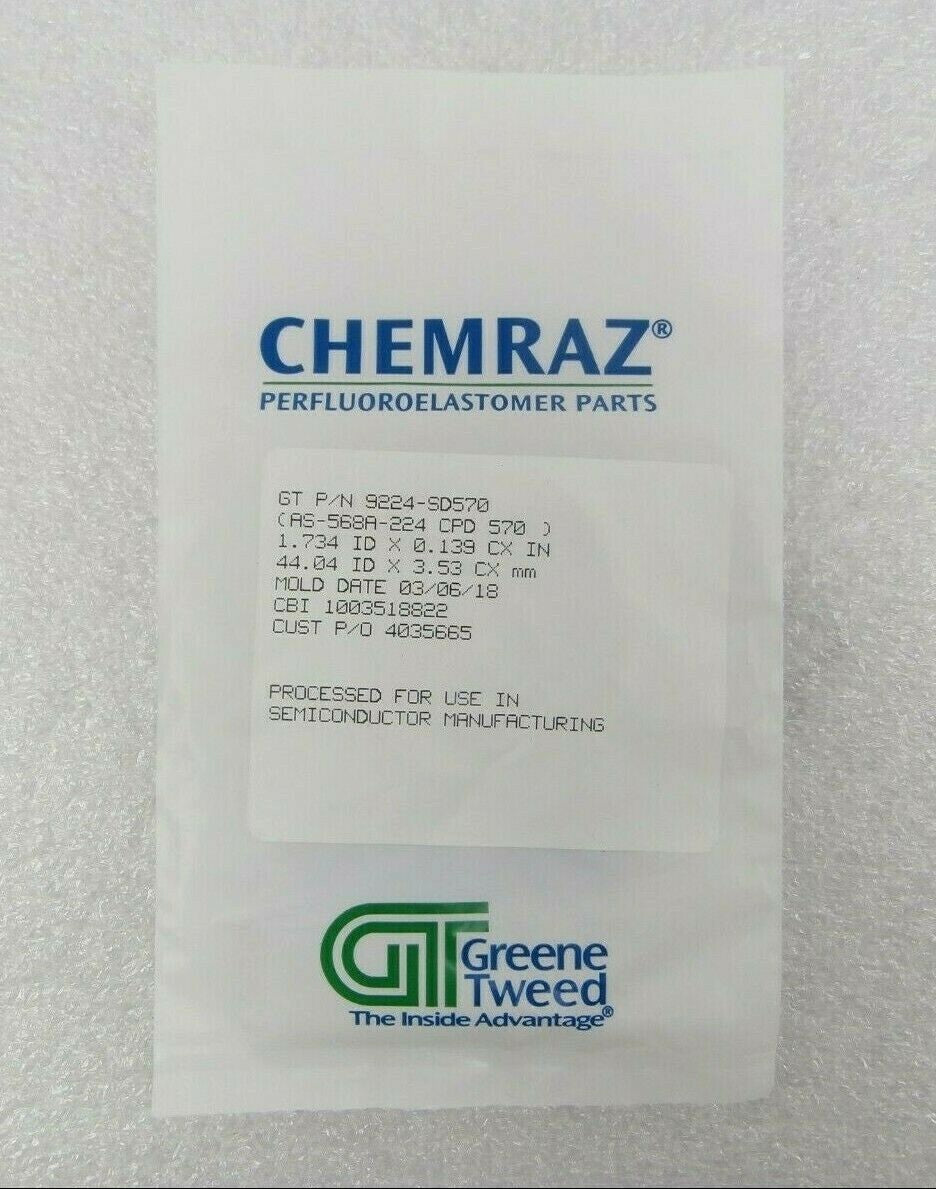 CHEMRAZ®
PERFLUOROELASTOMER PARTS
GT P/N 9224-SD570
(AS-568A-224 CPD 570 )
1.734 ID X 0.139 CX IN
44.04 ID X 3.53 CX mm
MOLD DATE 03/06/18
CBI 1003518822
CUST P/O 4035665
PROCESSED FOR USE IN
SEMICONDUCTOR MANUFACTURING
GT Greene
Tweed
The Inside Advantage®